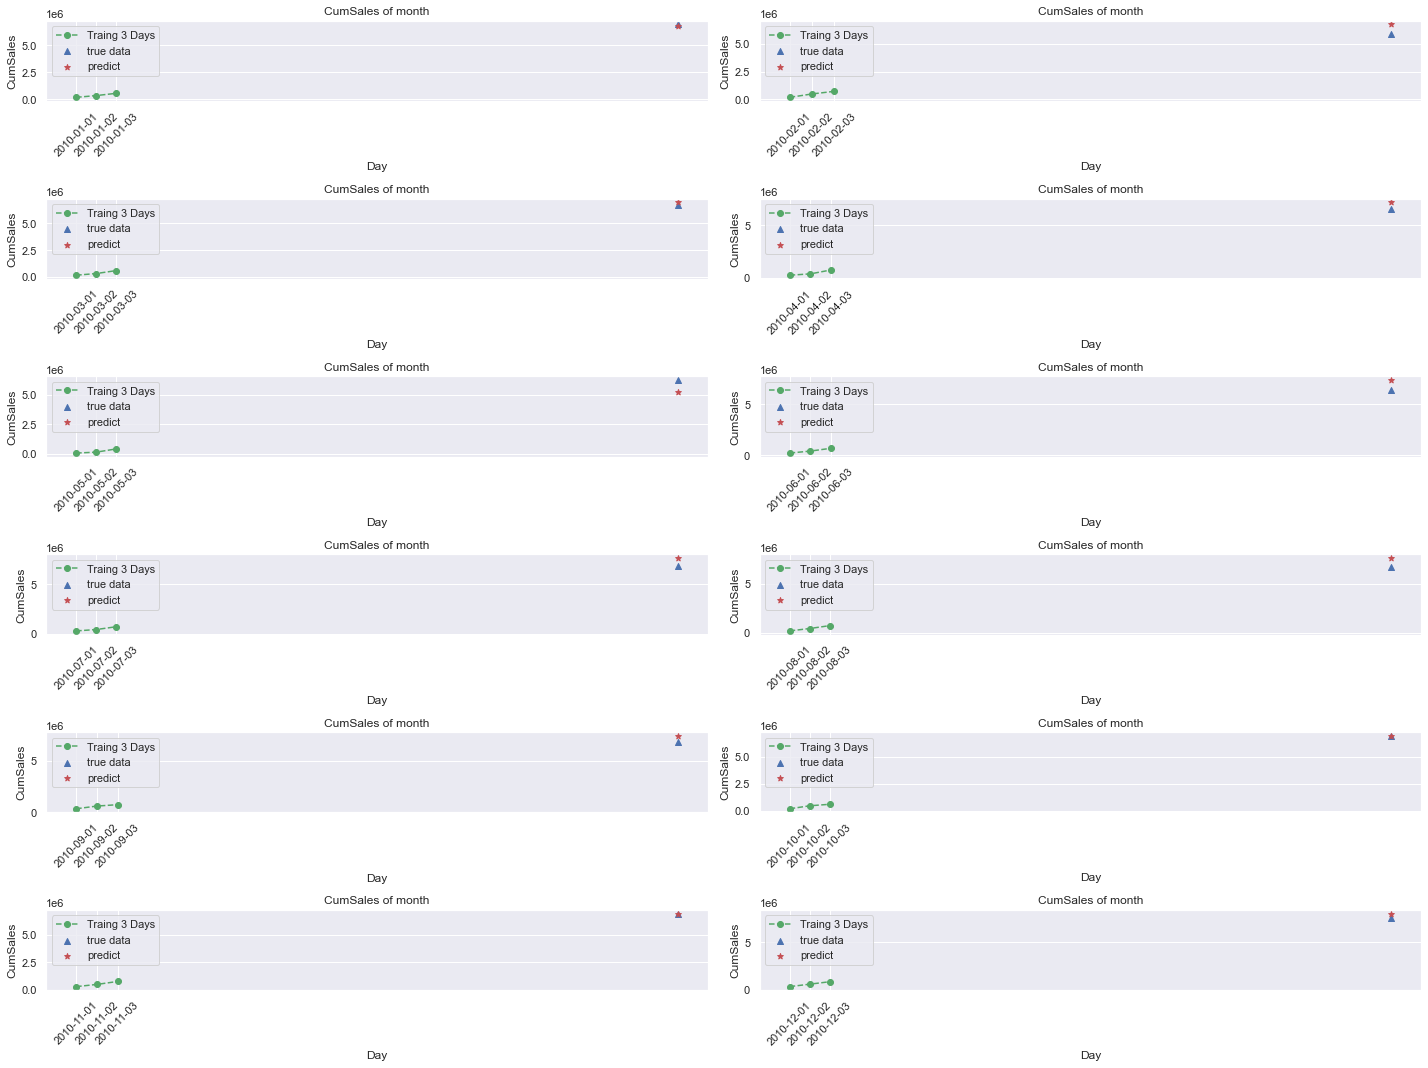 CumSales of month
1e6
CumSales
5.0
2.5
0.0
Traing 3 Days
true data
predict
2010-01-01
2010-01-02
2010-01-03
Day
CumSales of month
1e6
CumSales
5.0
2.5
0.0
Traing 3 Days
true data
predict
2010-02-01
2010-02-02
2010-02-03
Day
CumSales of month
1e6
CumSales
5.0
2.5
0.0
Traing 3 Days
true data
predict
2010-03-01
2010-03-02
2010-03-03
Day
CumSales of month
1e6
CumSales
5
0
Traing 3 Days
true data
predict
2010-04-01
2010-04-02
2010-04-03
Day
CumSales of month
1e6
CumSales
5.0
2.5
0.0
Traing 3 Days
true data
predict
2010-05-01
2010-05-02
2010-05-03
Day
CumSales of month
1e6
CumSales
5
0
Traing 3 Days
true data
predict
2010-06-01
2010-06-02
2010-06-03
Day
CumSales of month
1e6
CumSales
5
0
Traing 3 Days
true data
predict
2010-07-01
2010-07-02
2010-07-03
Day
CumSales of month
1e6
CumSales
5
0
Traing 3 Days
true data
predict
2010-08-01
2010-08-02
2010-08-03
Day
CumSales of month
1e6
CumSales
5
0
Traing 3 Days
true data
predict
2010-09-01
2010-09-02
2010-09-03
Day
CumSales of month
1e6
CumSales
5.0
2.5
0.0
Traing 3 Days
true data
predict
2010-10-01
2010-10-02
2010-10-03
Day
CumSales of month
1e6
CumSales
5.0
2.5
0.0
Traing 3 Days
true data
predict
2010-11-01
2010-11-02
2010-11-03
Day
CumSales of month
1e6
CumSales
5
0
Traing 3 Days
true data
predict
2010-12-01
2010-12-02
2010-12-03
Day